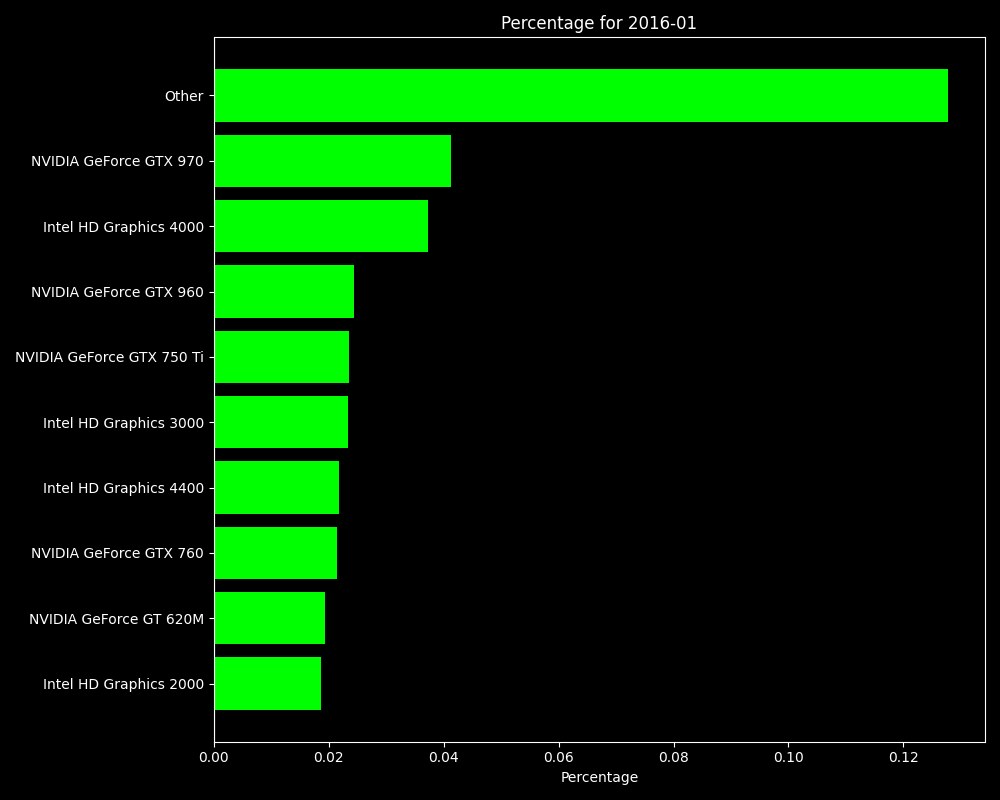 Percentage for 2016-01
Other
NVIDIA GeForce GTX 970
Intel HD Graphics 4000
NVIDIA GeForce GTX 960
NVIDIA GeForce GTX 750 Ti
Intel HD Graphics 3000
Intel HD Graphics 4400
NVIDIA GeForce GTX 760
NVIDIA GeForce GT 620M
Intel HD Graphics 2000
0.00 0.02 0.04 0.06 0.08 0.10 0.12
Percentage